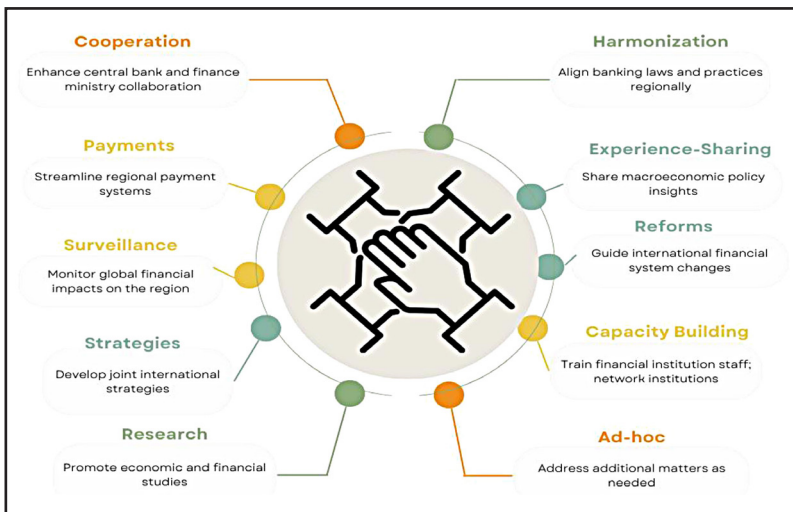 Cooperation
Enhance central bank and finance
ministry collaboration
Payments
Streamline regional payment
systems
Surveillance
Monitor global financial
impacts on the region
Strategies
Develop joint international
strategies
Research
Promote economic and financial
studies
Harmonization
Align banking laws and practices
regionally
Experience-Sharing
Share macroeconomic policy
insights
Reforms
Guide international financial
system changes
Capacity Building
Train financial institution staff;
network institutions
Ad-hoc
Address additional matters as
needed